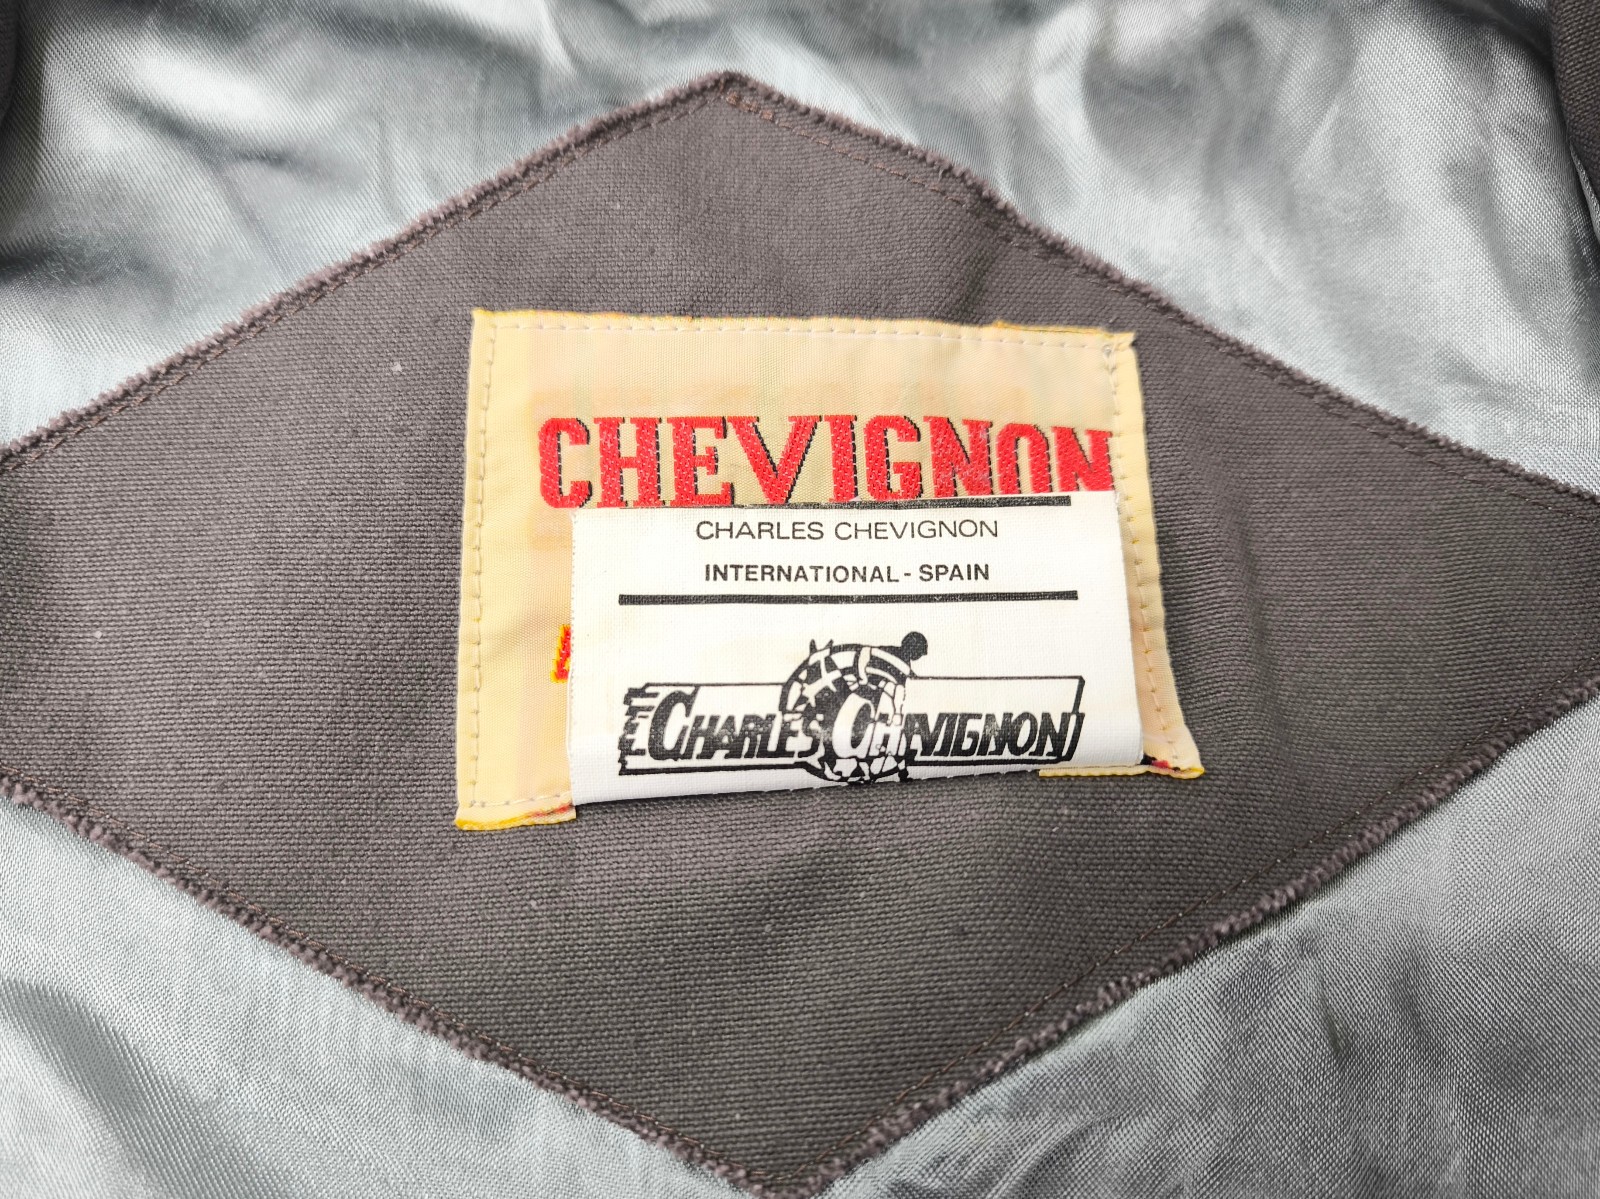 CHEVIGNON
CHARLES CHEVIGNON
INTERNATIONAL - SPAIN
CHARLES CHEVIGNON